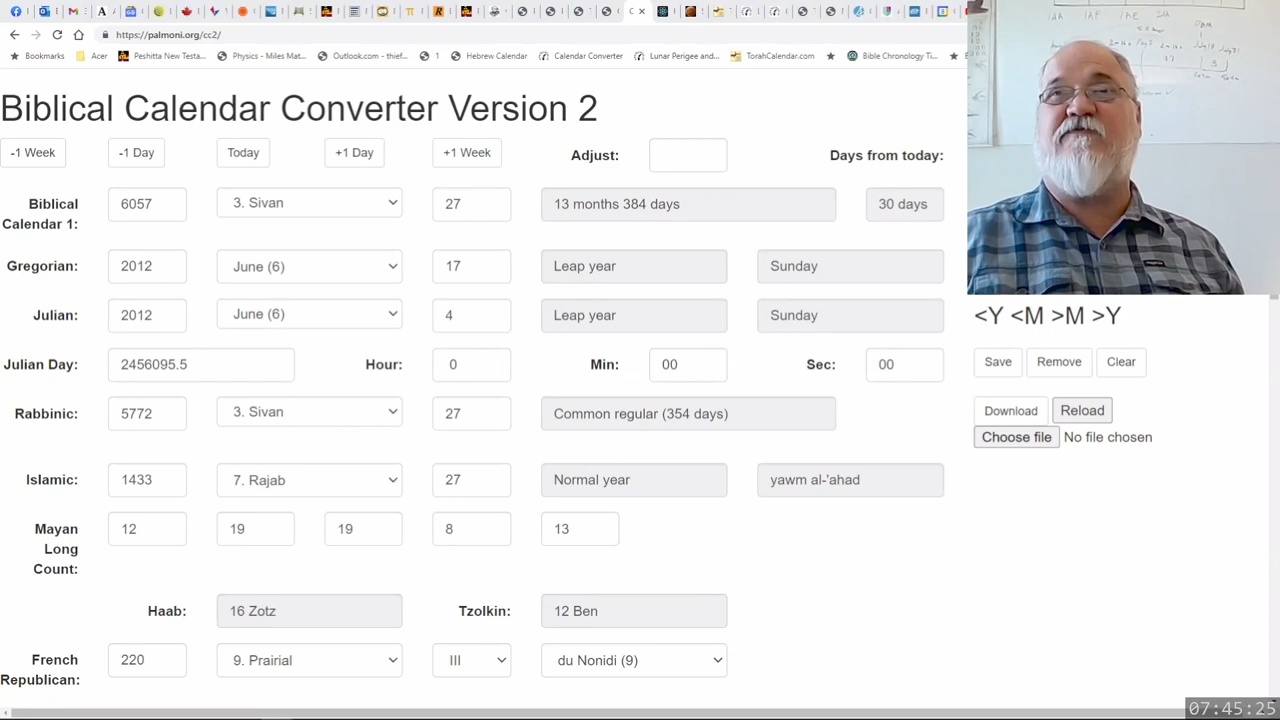 https://palmoni.org/cc2/
Bookmarks Acer Peshitta New Testa... Physics - Miles Mat... Outlook.com - thief... 1 Hebrew Calendar Calendar Converter Lunar Perigee and... TorahCalendar.com Bible Chronology Ti...
Biblical Calendar Converter Version 2
-1 Week -1 Day Today +1 Day +1 Week Adjust: Days from today:
Biblical Calendar 1: 6057 3. Sivan 27 13 months 384 days 30 days
Gregorian: 2012 June (6) 17 Leap year Sunday
Julian: 2012 June (6) 4 Leap year Sunday
<Y <M >M >Y
Julian Day: 2456095.5 Hour: 0 Min: 00 Sec: 00
Save Remove Clear
Rabbinic: 5772 3. Sivan 27 Common regular (354 days)
Download Reload
Choose file No file chosen
Islamic: 1433 7. Rajab 27 Normal year yawm al-'ahad
Mayan Long Count: 12 19 19 8 13
Haab: 16 Zotz Tzolkin: 12 Ben
French Republican: 220 9. Prairial III du Nonidi (9)
07:45:25